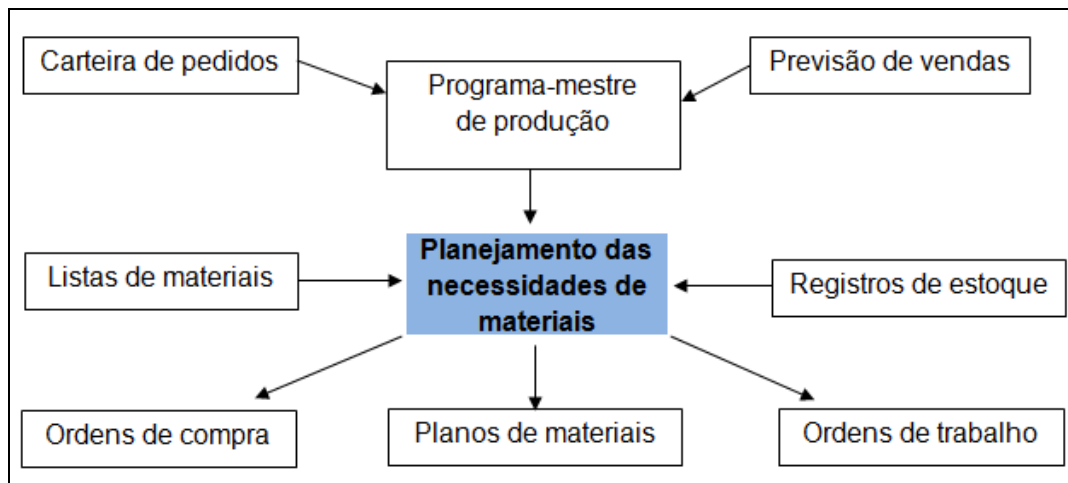 Carteira de pedidos
Programa-mestre
de produção
Previsão de vendas
Listas de materiais
Planejamento das
necessidades de
materiais
Registros de estoque
Ordens de compra
Planos de materiais
Ordens de trabalho